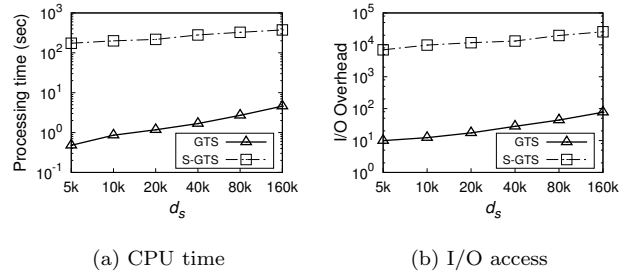 Processing time (sec)
10^3
10^2
10^1
10^0
10^-1
GTS
S-GTS
5k 10k 20k 40k 80k 160k
d_s
(a) CPU time
I/O Overhead
10^5
10^4
10^3
10^2
10^1
10^0
GTS
S-GTS
5k 10k 20k 40k 80k 160k
d_s
(b) I/O access